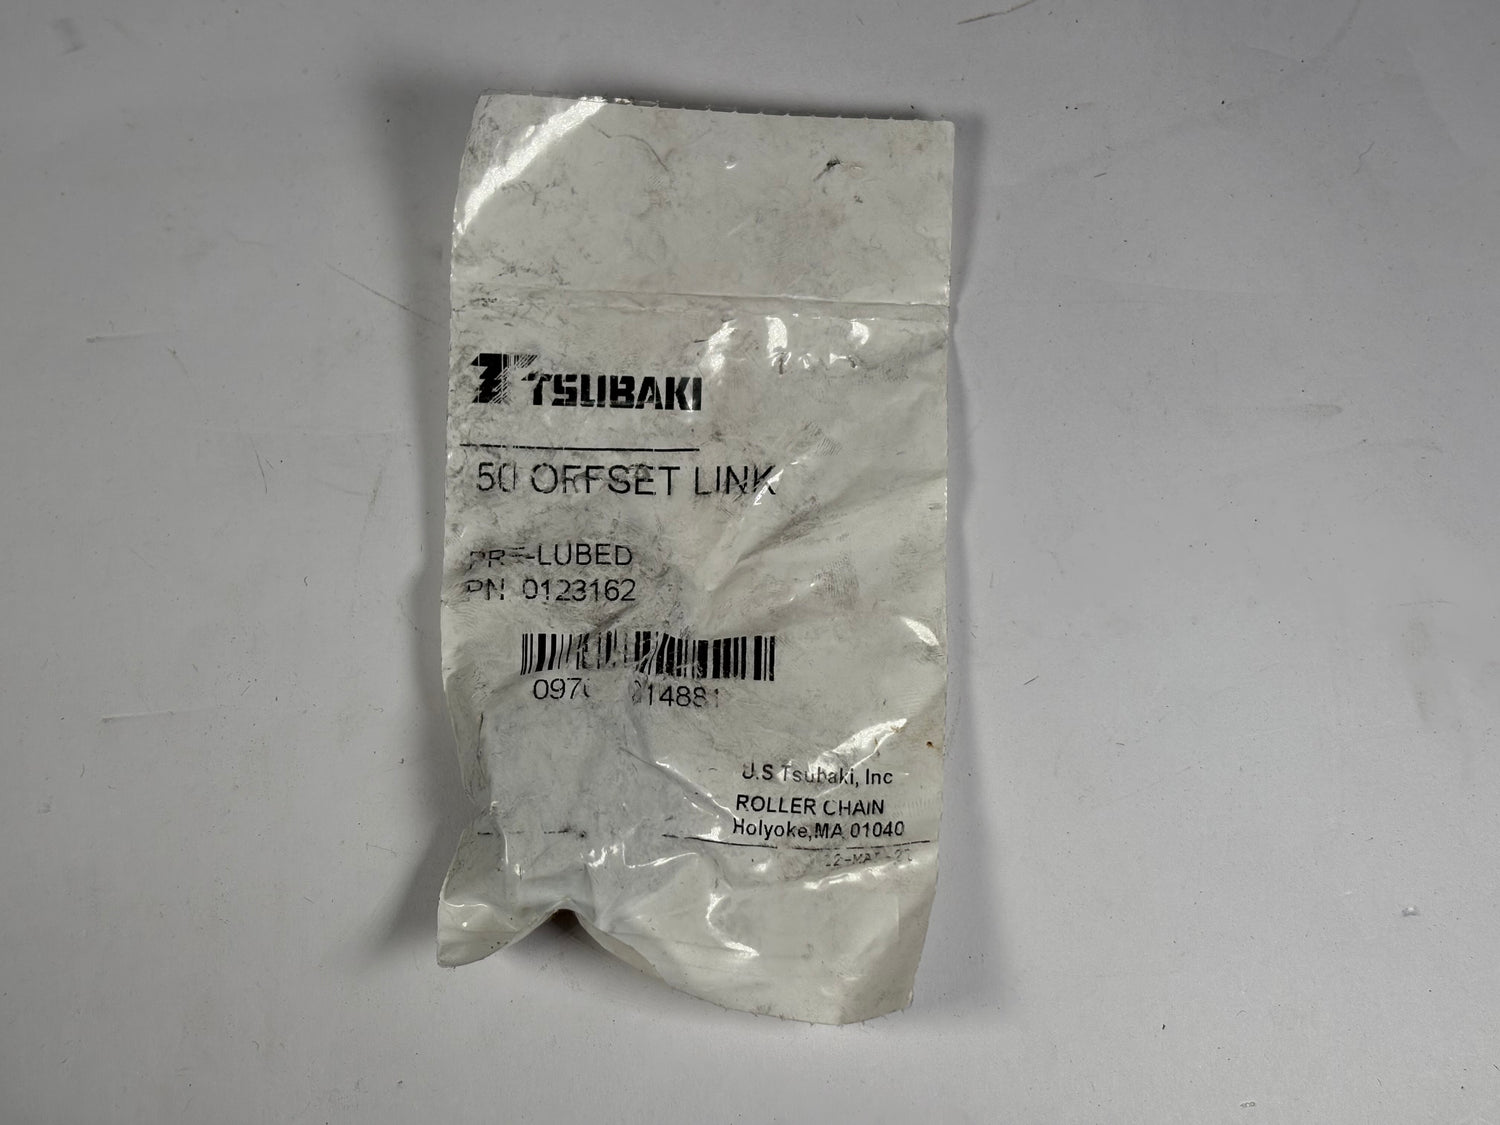 TSUBAKI
50 OFFSET LINK
PRE-LUBED
PN 0123162
U.S Tsubaki, Inc
ROLLER CHAIN
Holyoke,MA 01040